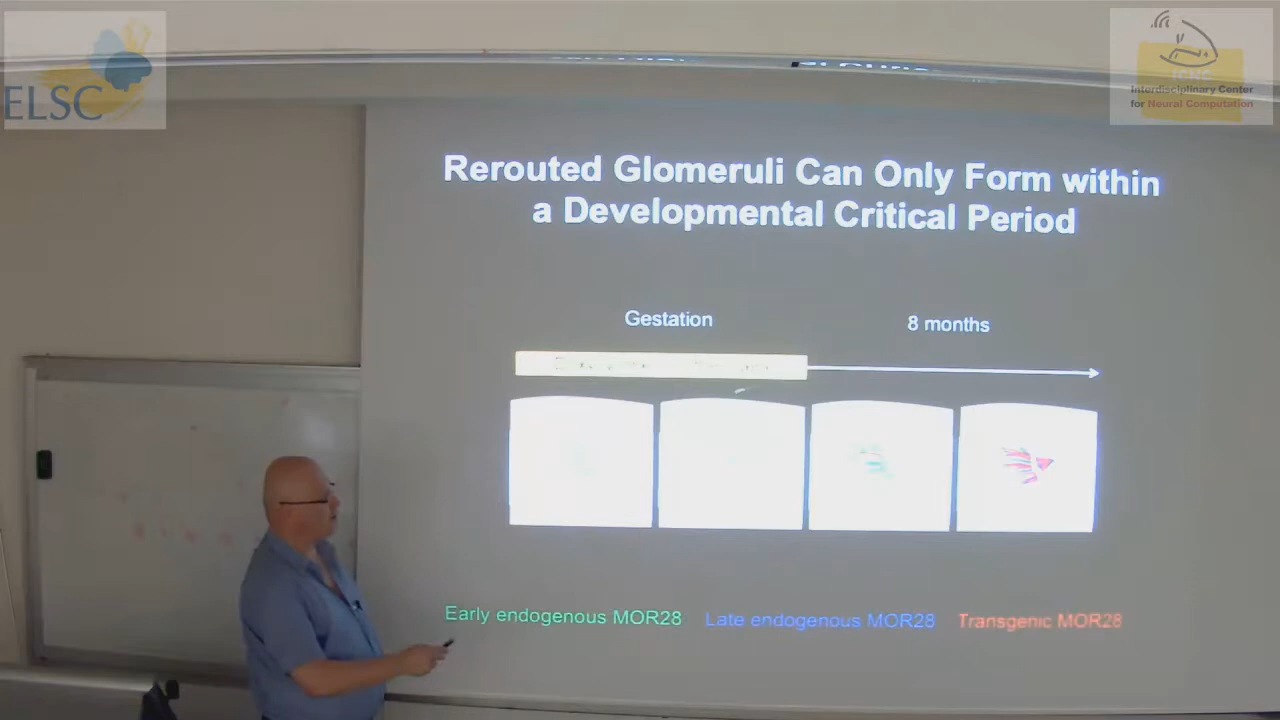 ELSC
Interdisciplinary Center
for Neural Computation
Rerouted Glomeruli Can Only Form within
a Developmental Critical Period
Gestation
8 months
Early endogenous MOR28 Late endogenous MOR28 Transgenic MOR28